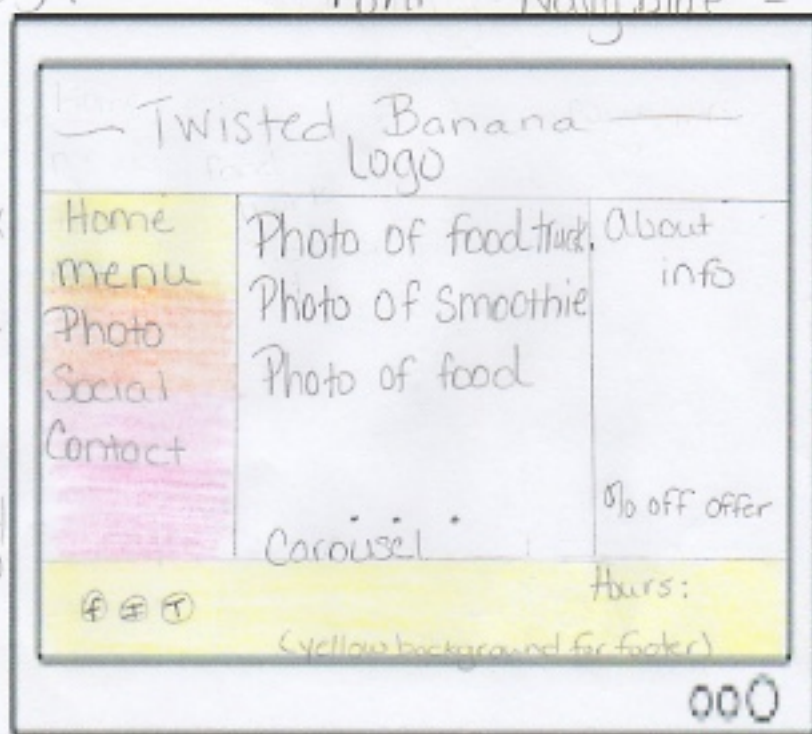 Twisted Banana
Logo
Home
menu
Photo
Social
Contact
Photo of food truck.
Photo of Smoothie
Photo of food
Carousel
About
info
% off offer
f I T
Hours:
(yellow background for footer)